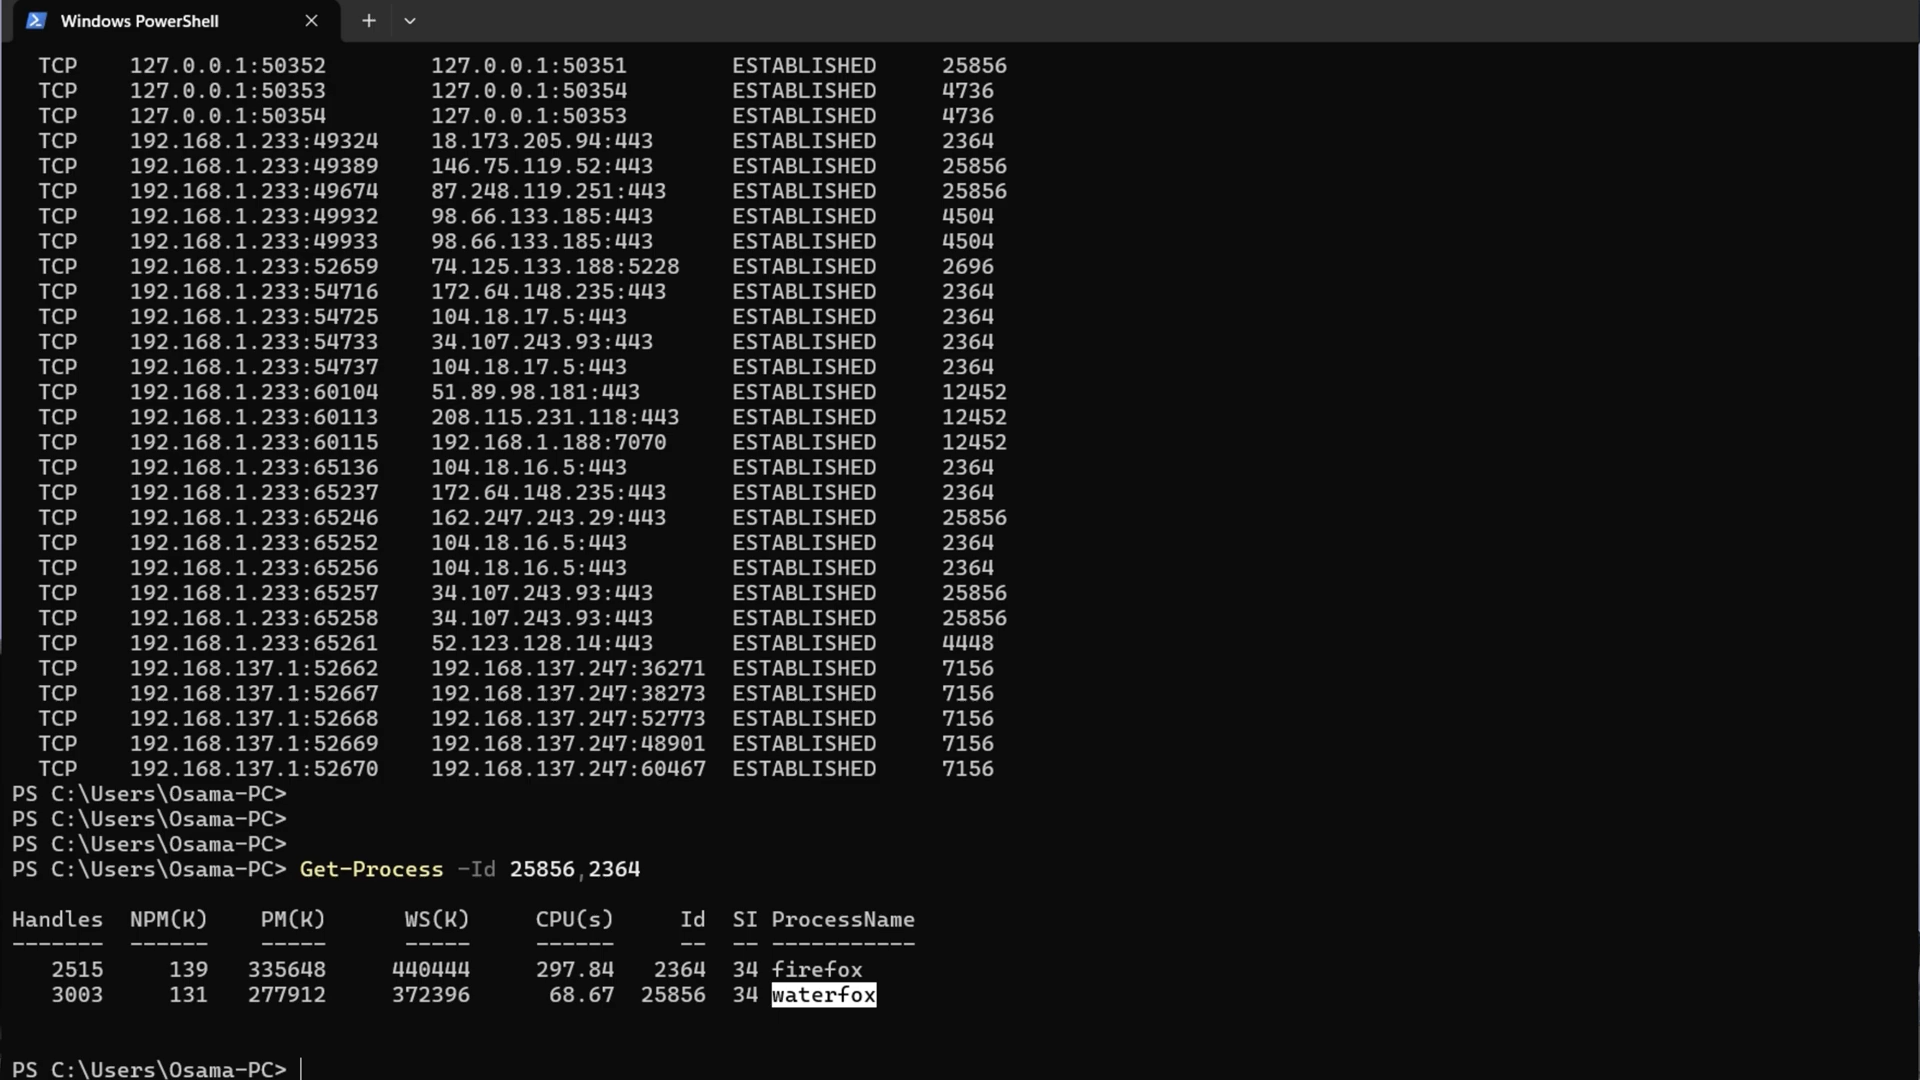 Windows PowerShell
TCP 127.0.0.1:50352 127.0.0.1:50351 ESTABLISHED 25856
TCP 127.0.0.1:50353 127.0.0.1:50354 ESTABLISHED 4736
TCP 127.0.0.1:50354 127.0.0.1:50353 ESTABLISHED 4736
TCP 192.168.1.233:49324 18.173.205.94:443 ESTABLISHED 2364
TCP 192.168.1.233:49389 146.75.119.52:443 ESTABLISHED 25856
TCP 192.168.1.233:49674 87.248.119.251:443 ESTABLISHED 25856
TCP 192.168.1.233:49932 98.66.133.185:443 ESTABLISHED 4504
TCP 192.168.1.233:49933 98.66.133.185:443 ESTABLISHED 4504
TCP 192.168.1.233:52659 74.125.133.188:5228 ESTABLISHED 2696
TCP 192.168.1.233:54716 172.64.148.235:443 ESTABLISHED 2364
TCP 192.168.1.233:54725 104.18.17.5:443 ESTABLISHED 2364
TCP 192.168.1.233:54733 34.107.243.93:443 ESTABLISHED 2364
TCP 192.168.1.233:54737 104.18.17.5:443 ESTABLISHED 2364
TCP 192.168.1.233:60104 51.89.98.181:443 ESTABLISHED 12452
TCP 192.168.1.233:60113 208.115.231.118:443 ESTABLISHED 12452
TCP 192.168.1.233:60115 192.168.1.188:7070 ESTABLISHED 12452
TCP 192.168.1.233:65136 104.18.16.5:443 ESTABLISHED 2364
TCP 192.168.1.233:65237 172.64.148.235:443 ESTABLISHED 2364
TCP 192.168.1.233:65246 162.247.243.29:443 ESTABLISHED 25856
TCP 192.168.1.233:65252 104.18.16.5:443 ESTABLISHED 2364
TCP 192.168.1.233:65256 104.18.16.5:443 ESTABLISHED 2364
TCP 192.168.1.233:65257 34.107.243.93:443 ESTABLISHED 25856
TCP 192.168.1.233:65258 34.107.243.93:443 ESTABLISHED 25856
TCP 192.168.1.233:65261 52.123.128.14:443 ESTABLISHED 4448
TCP 192.168.137.1:52662 192.168.137.247:36271 ESTABLISHED 7156
TCP 192.168.137.1:52667 192.168.137.247:38273 ESTABLISHED 7156
TCP 192.168.137.1:52668 192.168.137.247:52773 ESTABLISHED 7156
TCP 192.168.137.1:52669 192.168.137.247:48901 ESTABLISHED 7156
TCP 192.168.137.1:52670 192.168.137.247:60467 ESTABLISHED 7156
PS C:\Users\Osama-PC>
PS C:\Users\Osama-PC>
PS C:\Users\Osama-PC>
PS C:\Users\Osama-PC> Get-Process -Id 25856,2364
Handles NPM(K) PM(K) WS(K) CPU(s) Id SI ProcessName
------- ------ ----- ----- ------ -- -- -----------
2515 139 335648 440444 297.84 2364 34 firefox
3003 131 277912 372396 68.67 25856 34 waterfox
PS C:\Users\Osama-PC>